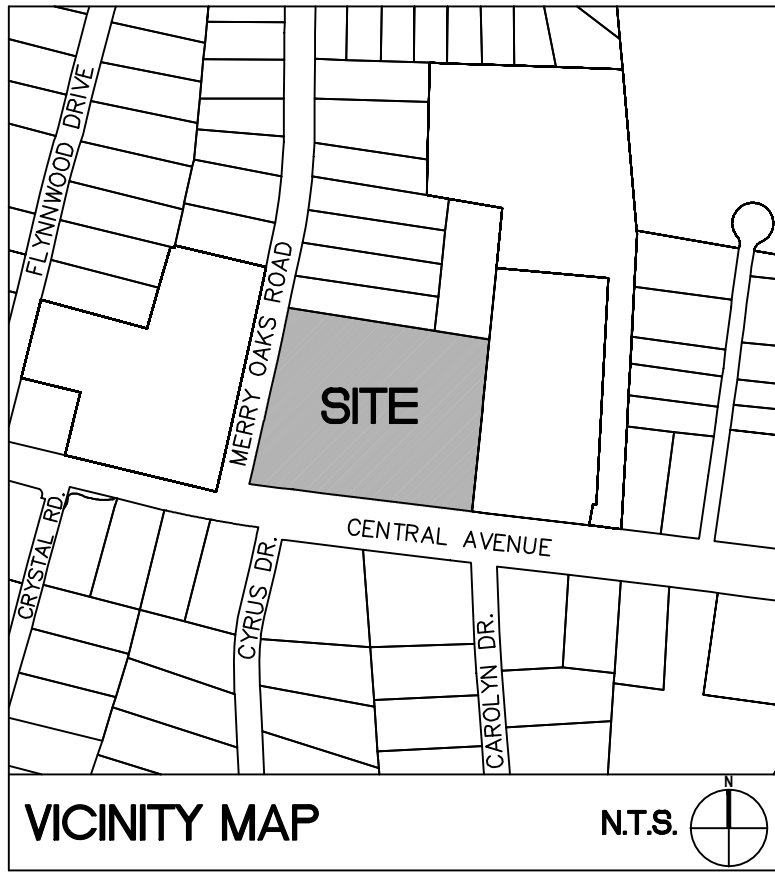 FLYNNWOOD DRIVE
MERRY OAKS ROAD
SITE
CENTRAL AVENUE
CRYSTAL RD.
CYRUS DR.
CAROLYN DR.
VICINITY MAP
N.T.S.
N